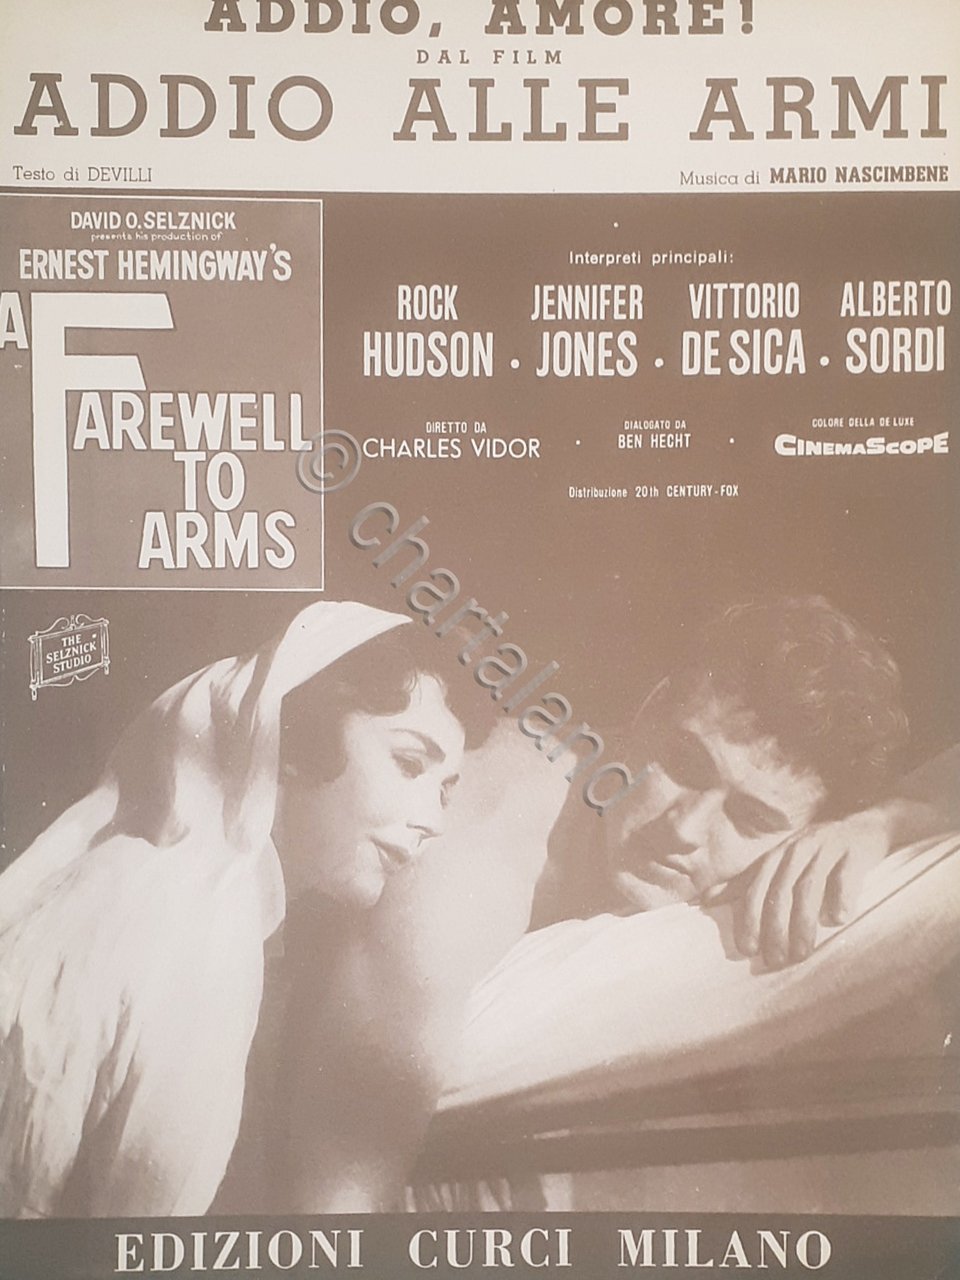 ADDIO, AMORE!
DAL FILM
ADDIO ALLE ARMI
Testo di DEVILLI
Musica di MARIO NASCIMBENE
DAVID O. SELZNICK
presents his production of
ERNEST HEMINGWAY'S
A FAREWELL
TO
ARMS
Interpreti principali:
ROCK HUDSON · JENNIFER JONES · VITTORIO DE SICA · ALBERTO SORDI
DIRETTO DA
CHARLES VIDOR ·
DIALOGATO DA
BEN HECHT ·
COLORE DELLA DE LUXE
CINEMASCOPE
Distribuzione 20th CENTURY-FOX
THE
SELZNICK
STUDIO
© chartaland
EDIZIONI CURCI MILANO